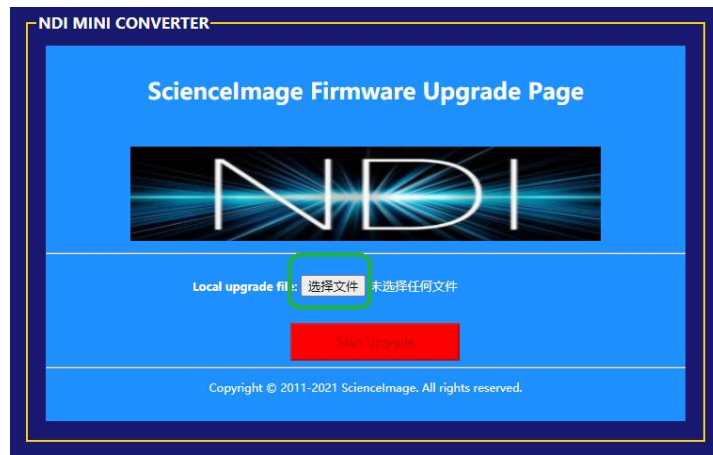 NDI MINI CONVERTER
ScienceImage Firmware Upgrade Page
NDI
Local upgrade file: 选择文件 未选择任何文件
Start Upgrade
Copyright © 2011-2021 ScienceImage. All rights reserved.